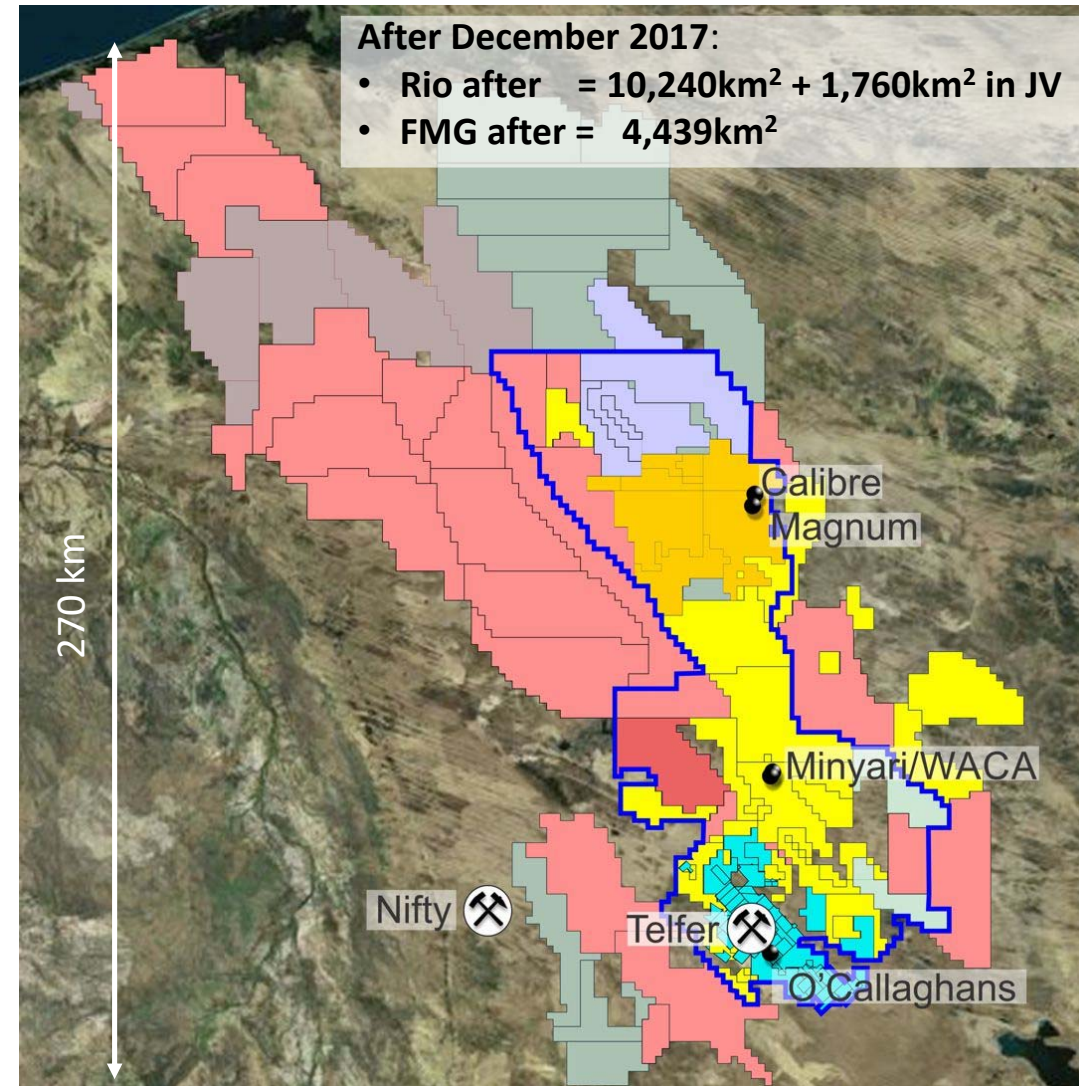 After December 2017:
• Rio after = 10,240km² + 1,760km² in JV
• FMG after = 4,439km²
270 km
Calibre
Magnum
Minyari/WACA
Nifty
Telfer
O'Callaghans